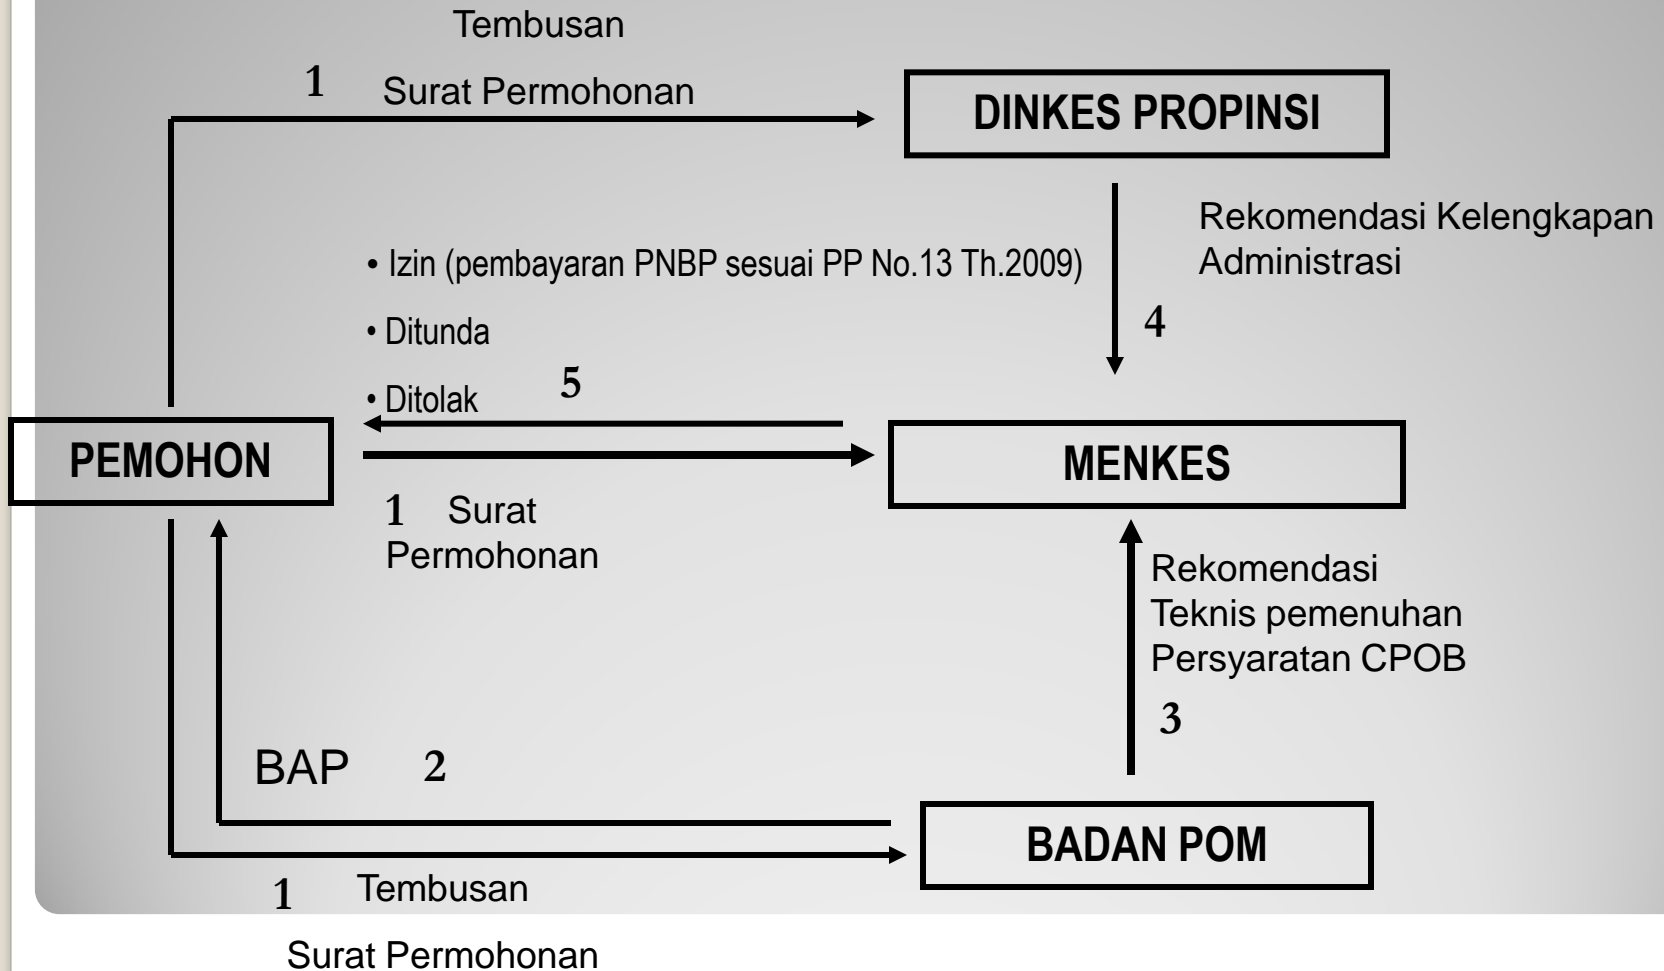 Tembusan
1 Surat Permohonan
DINKES PROPINSI
Rekomendasi Kelengkapan
Administrasi
4
• Izin (pembayaran PNBP sesuai PP No.13 Th.2009)
• Ditunda
• Ditolak
5
PEMOHON
MENKES
1 Surat
Permohonan
Rekomendasi
Teknis pemenuhan
Persyaratan CPOB
3
BAP 2
BADAN POM
1 Tembusan
Surat Permohonan